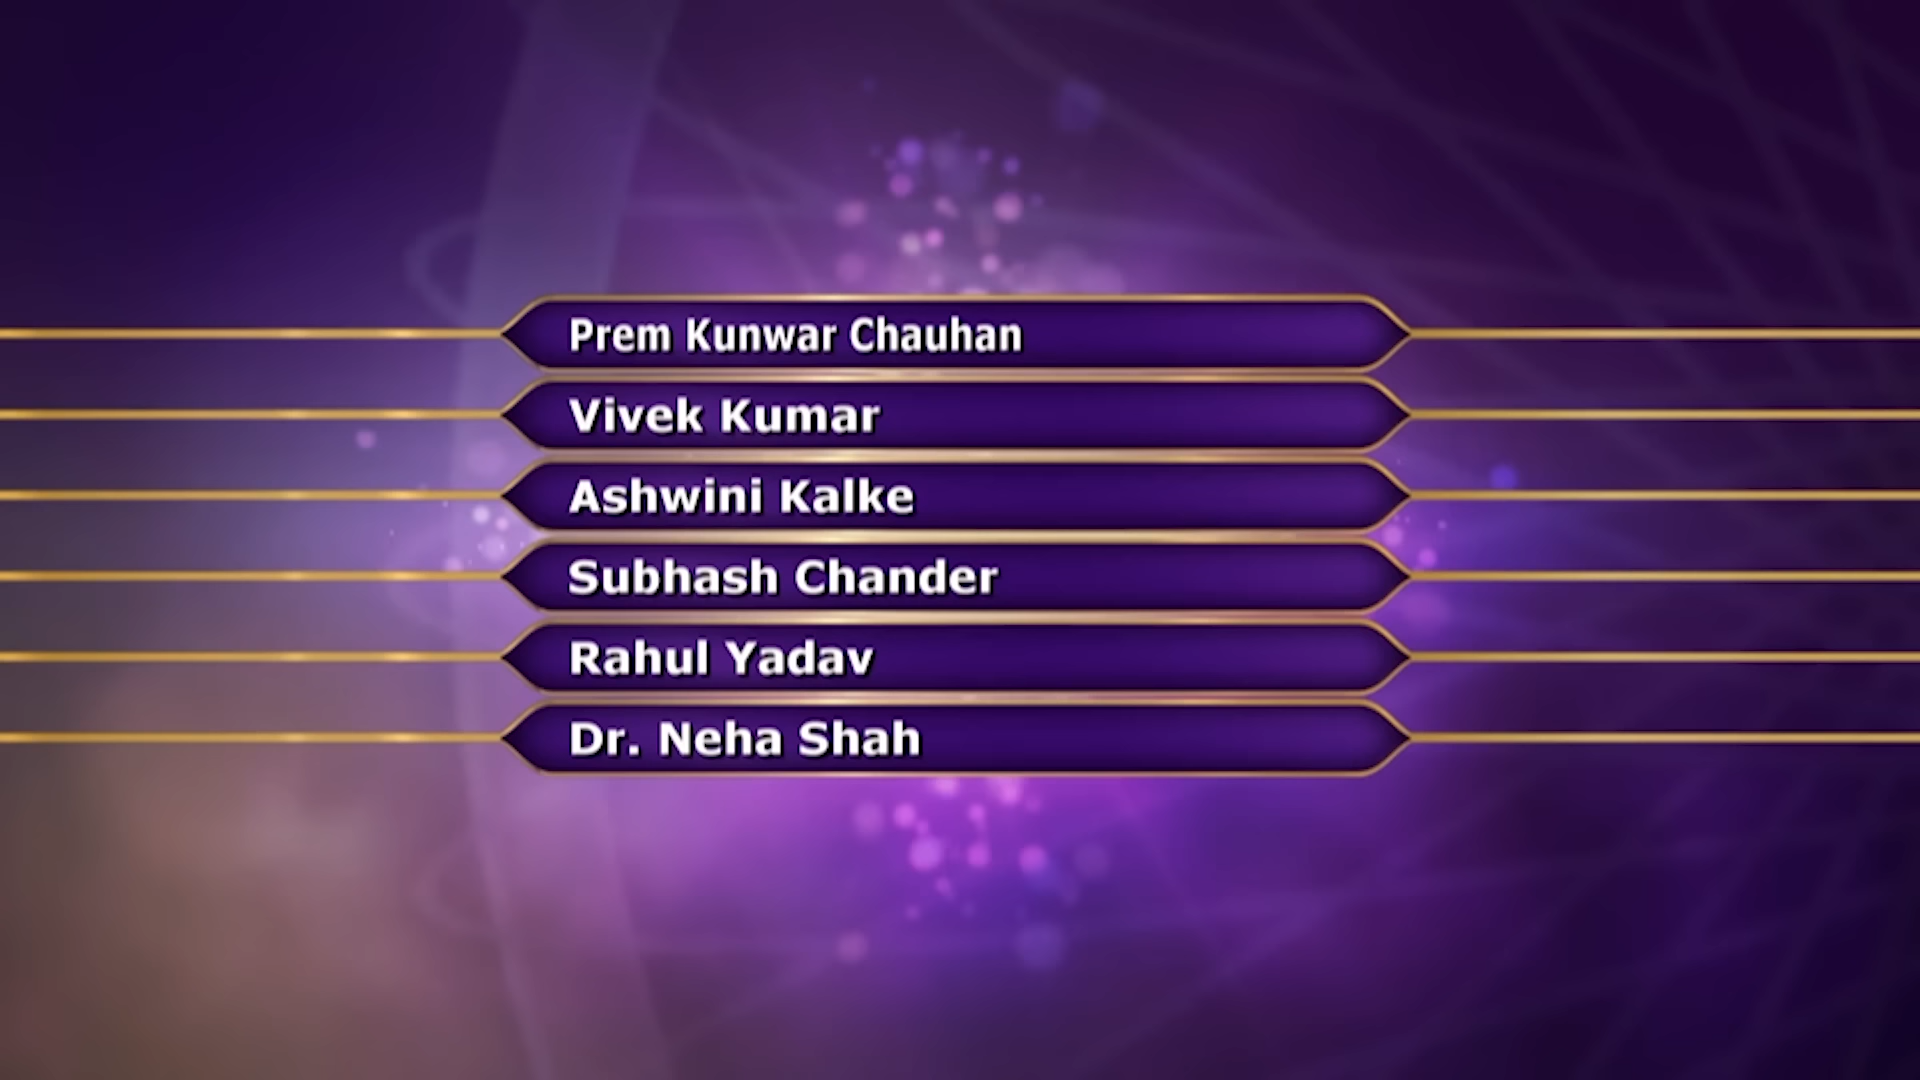 Prem Kunwar Chauhan
Vivek Kumar
Ashwini Kalke
Subhash Chander
Rahul Yadav
Dr. Neha Shah